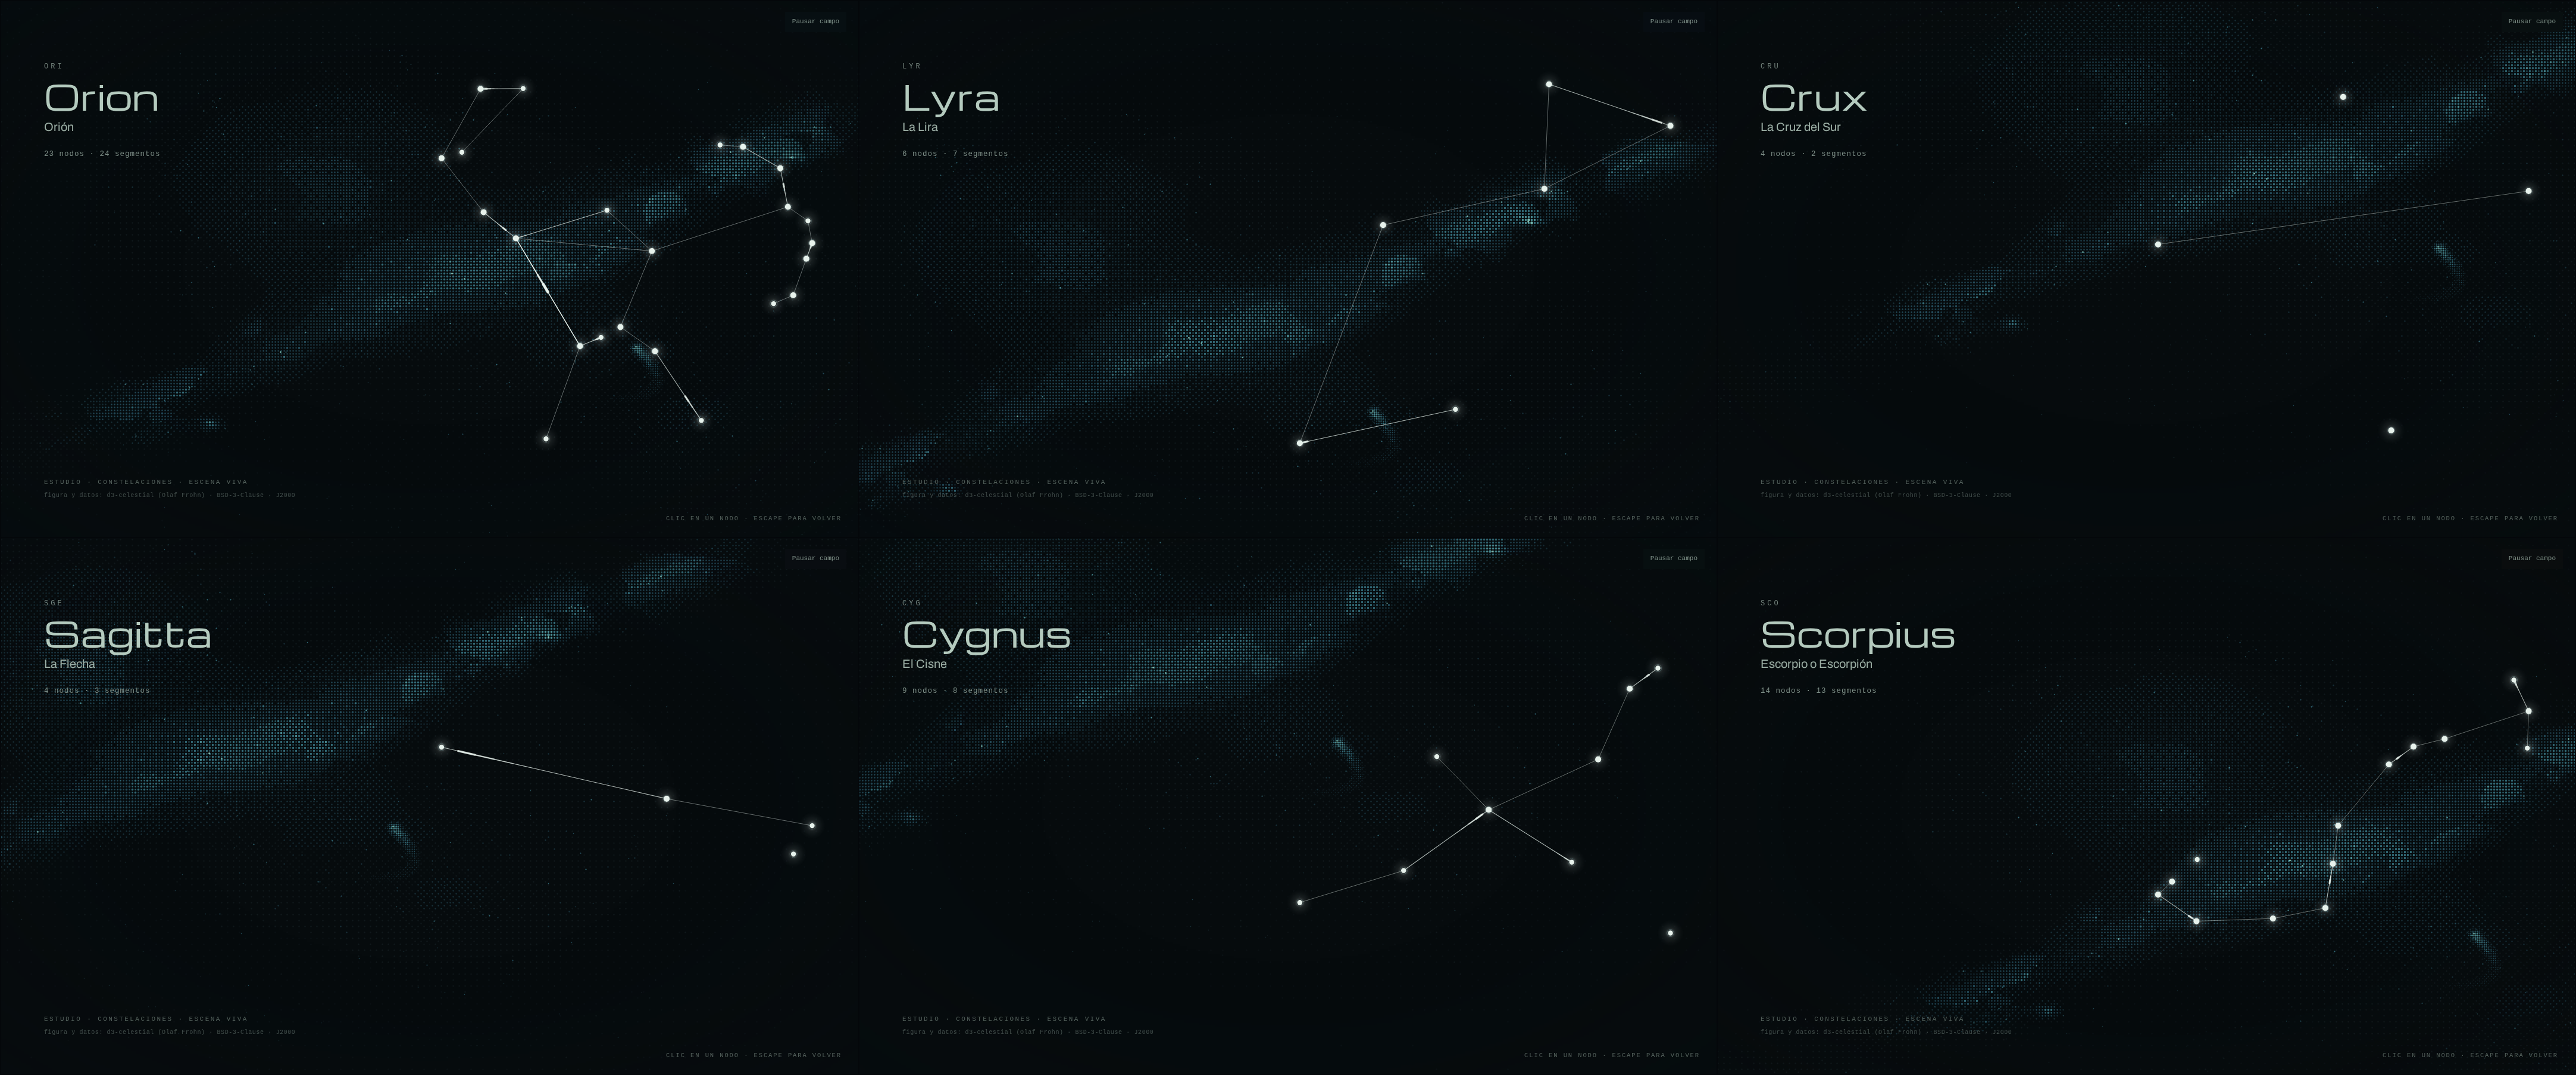 Pausar campo
ORI
Orion
Orión
23 nodos · 24 segmentos
ESTUDIO · CONSTELACIONES · ESCENA VIVA
figura y datos: d3-celestial (Olaf Frohn) · BSD-3-Clause · J2000
CLIC EN UN NODO · ESCAPE PARA VOLVER
Pausar campo
LYR
Lyra
La Lira
6 nodos · 7 segmentos
ESTUDIO · CONSTELACIONES · ESCENA VIVA
figura y datos: d3-celestial (Olaf Frohn) · BSD-3-Clause · J2000
CLIC EN UN NODO · ESCAPE PARA VOLVER
Pausar campo
CRU
Crux
La Cruz del Sur
4 nodos · 2 segmentos
ESTUDIO · CONSTELACIONES · ESCENA VIVA
figura y datos: d3-celestial (Olaf Frohn) · BSD-3-Clause · J2000
CLIC EN UN NODO · ESCAPE PARA VOLVER
Pausar campo
SGE
Sagitta
La Flecha
4 nodos · 3 segmentos
ESTUDIO · CONSTELACIONES · ESCENA VIVA
figura y datos: d3-celestial (Olaf Frohn) · BSD-3-Clause · J2000
CLIC EN UN NODO · ESCAPE PARA VOLVER
Pausar campo
CYG
Cygnus
El Cisne
9 nodos · 8 segmentos
ESTUDIO · CONSTELACIONES · ESCENA VIVA
figura y datos: d3-celestial (Olaf Frohn) · BSD-3-Clause · J2000
CLIC EN UN NODO · ESCAPE PARA VOLVER
Pausar campo
SCO
Scorpius
Escorpio o Escorpión
14 nodos · 13 segmentos
ESTUDIO · CONSTELACIONES · ESCENA VIVA
figura y datos: d3-celestial (Olaf Frohn) · BSD-3-Clause · J2000
CLIC EN UN NODO · ESCAPE PARA VOLVER